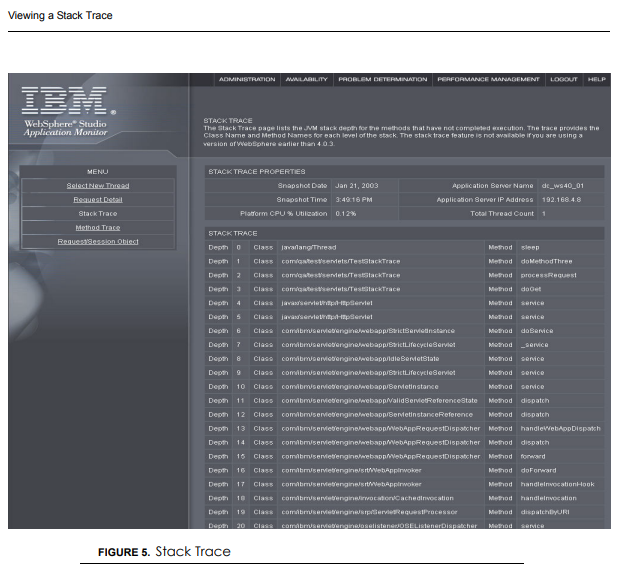 Viewing a Stack Trace
ADMINISTRATION AVAILABILITY PROBLEM DETERMINATION PERFORMANCE MANAGEMENT LOGOUT HELP
IBM.
WebSphere® Studio
Application Monitor
STACK TRACE
The Stack Trace page lists the JVM stack depth for the methods that have not completed execution. The trace provides the
Class Name and Method Names for each level of the stack. The stack trace feature is not available if you are using a
version of WebSphere earlier than 4.0.3.
MENU
Select New Thread
Request Detail
Stack Trace
Method Trace
Request/Session Object
STACK TRACE PROPERTIES
Snapshot Date Jan 21, 2003 Application Server Name dc_ws40_01
Snapshot Time 3:49:16 PM Application Server IP Address 192.168.4.8
Platform CPU % Utilization 0.12% Total Thread Count 1
STACK TRACE
Depth 0 Class java/lang/Thread Method sleep
Depth 1 Class com/qa/test/servlets/TestStackTrace Method doMethodThree
Depth 2 Class com/qa/test/servlets/TestStackTrace Method processRequest
Depth 3 Class com/qa/test/servlets/TestStackTrace Method doGet
Depth 4 Class javax/servlet/http/HttpServlet Method service
Depth 5 Class javax/servlet/http/HttpServlet Method service
Depth 6 Class com/ibm/servlet/engine/webapp/StrictServletInstance Method doService
Depth 7 Class com/ibm/servlet/engine/webapp/StrictLifecycleServlet Method _service
Depth 8 Class com/ibm/servlet/engine/webapp/IdleServletState Method service
Depth 9 Class com/ibm/servlet/engine/webapp/StrictLifecycleServlet Method service
Depth 10 Class com/ibm/servlet/engine/webapp/ServletInstance Method service
Depth 11 Class com/ibm/servlet/engine/webapp/ValidServletReferenceState Method dispatch
Depth 12 Class com/ibm/servlet/engine/webapp/ServletInstanceReference Method dispatch
Depth 13 Class com/ibm/servlet/engine/webapp/WebAppRequestDispatcher Method handleWebAppDispatch
Depth 14 Class com/ibm/servlet/engine/webapp/WebAppRequestDispatcher Method dispatch
Depth 15 Class com/ibm/servlet/engine/webapp/WebAppRequestDispatcher Method forward
Depth 16 Class com/ibm/servlet/engine/srt/WebAppInvoker Method doForward
Depth 17 Class com/ibm/servlet/engine/srt/WebAppInvoker Method handleInvocationHook
Depth 18 Class com/ibm/servlet/engine/invocation/CachedInvocation Method handleInvocation
Depth 19 Class com/ibm/servlet/engine/srp/ServletRequestProcessor Method dispatchByURI
Depth 20 Class com/ibm/servlet/engine/oselistener/OSEListenerDispatcher Method service
FIGURE 5. Stack Trace